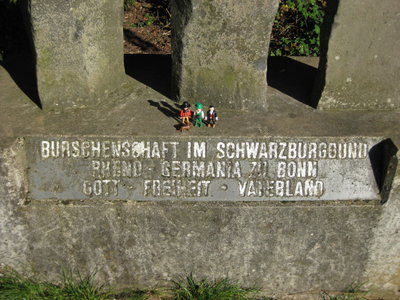 BURSCHENSCHAFT IM SCHWARZBURGBUND
RHENO · GERMANIA ZU BONN
GOTT · FREIHEIT · VATERLAND